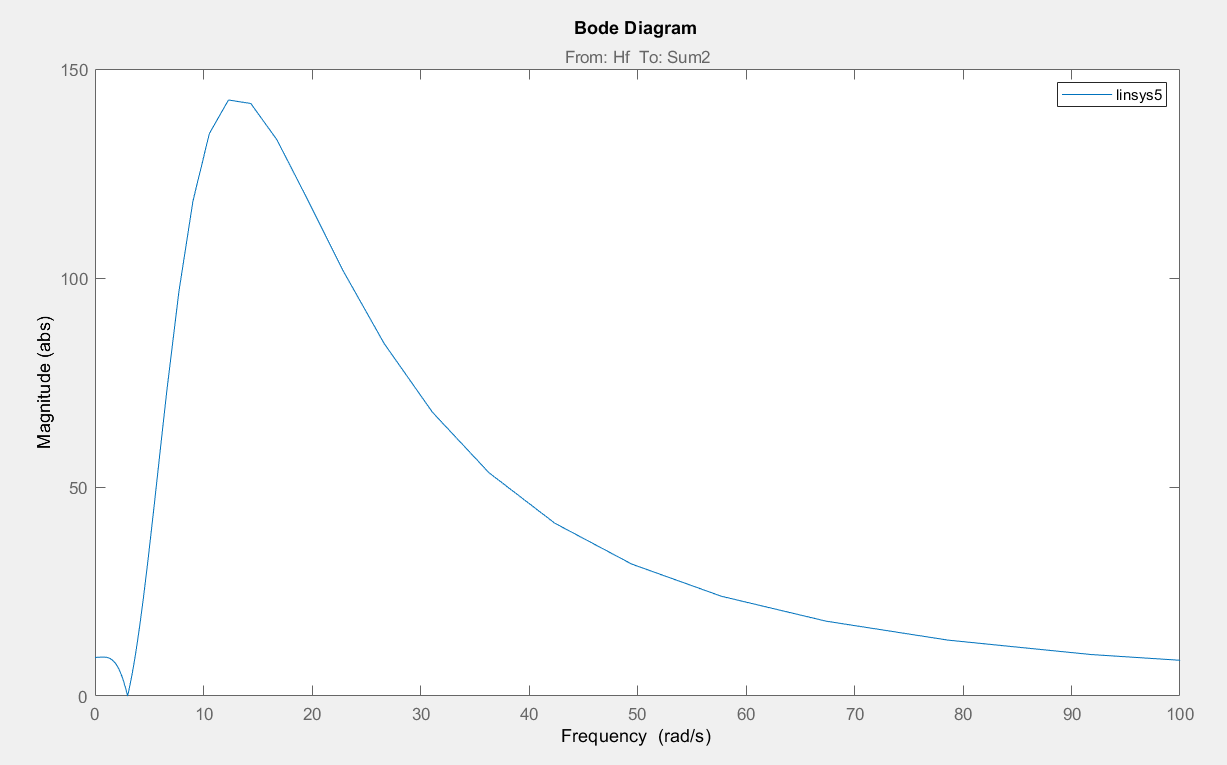 Bode Diagram
From: Hf  To: Sum2
linsys5
Magnitude (abs)
150
100
50
0
0 10 20 30 40 50 60 70 80 90 100
Frequency  (rad/s)